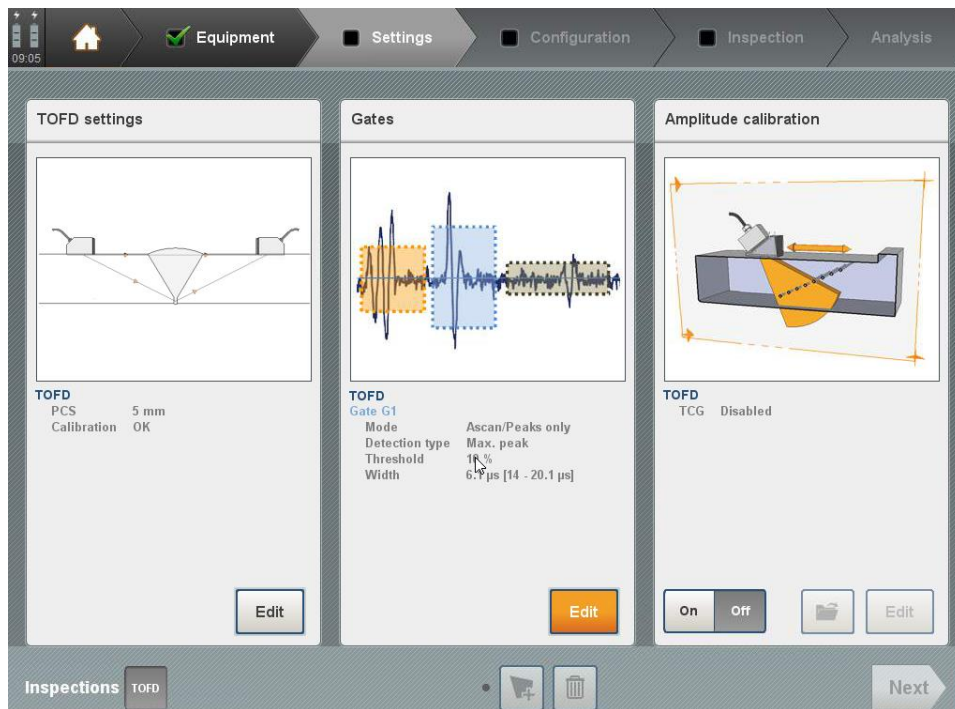 09:05
Equipment
Settings
Configuration
Inspection
Analysis
TOFD settings
TOFD
PCS 5 mm
Calibration OK
Edit
Gates
TOFD
Gate G1
Mode Ascan/Peaks only
Detection type Max. peak
Threshold %
Width 6.1 µs [14 - 20.1 µs]
Edit
Amplitude calibration
TOFD
TCG Disabled
On Off
Edit
Inspections TOFD
Next